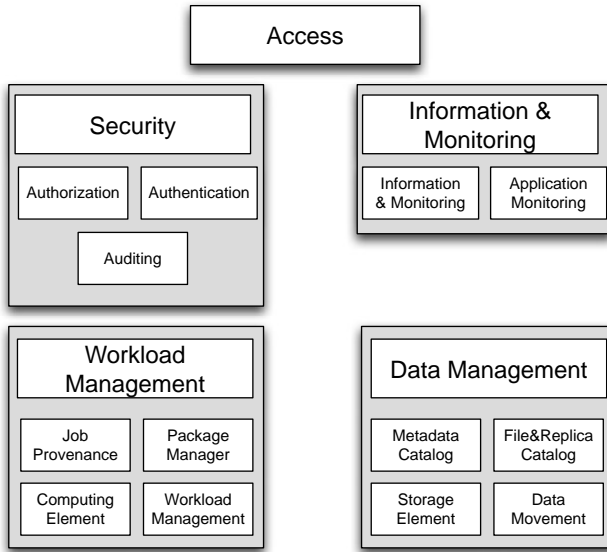 Access
Security
Authorization
Authentication
Auditing
Information &
Monitoring
Information
& Monitoring
Application
Monitoring
Workload
Management
Job
Provenance
Package
Manager
Computing
Element
Workload
Management
Data Management
Metadata
Catalog
File&Replica
Catalog
Storage
Element
Data
Movement